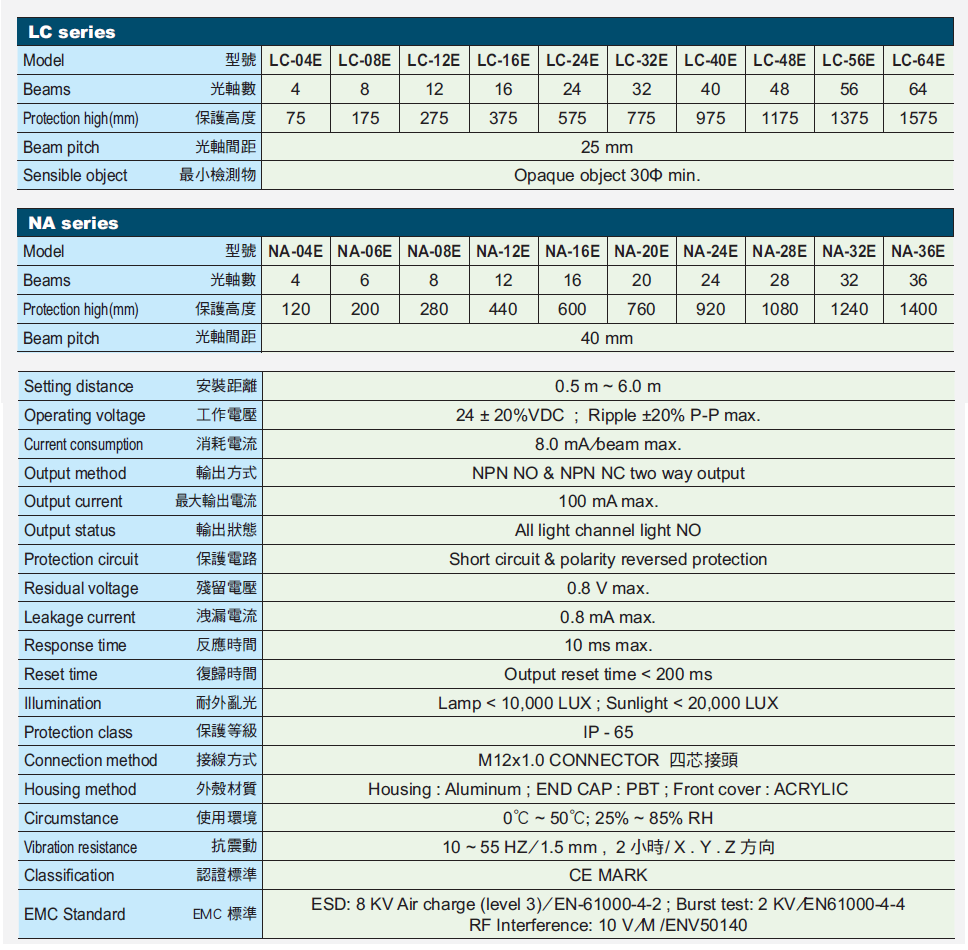 LC series
Model 型號 LC-04E LC-08E LC-12E LC-16E LC-24E LC-32E LC-40E LC-48E LC-56E LC-64E
Beams 光軸數 4 8 12 16 24 32 40 48 56 64
Protection high(mm) 保護高度 75 175 275 375 575 775 975 1175 1375 1575
Beam pitch 光軸間距 25 mm
Sensible object 最小檢測物 Opaque object 30Φ min.
NA series
Model 型號 NA-04E NA-06E NA-08E NA-12E NA-16E NA-20E NA-24E NA-28E NA-32E NA-36E
Beams 光軸數 4 6 8 12 16 20 24 28 32 36
Protection high(mm) 保護高度 120 200 280 440 600 760 920 1080 1240 1400
Beam pitch 光軸間距 40 mm
Setting distance 安裝距離 0.5 m ~ 6.0 m
Operating voltage 工作電壓 24 ± 20%VDC ; Ripple ±20% P-P max.
Current consumption 消耗電流 8.0 mA/beam max.
Output method 輸出方式 NPN NO & NPN NC two way output
Output current 最大輸出電流 100 mA max.
Output status 輸出狀態 All light channel light NO
Protection circuit 保護電路 Short circuit & polarity reversed protection
Residual voltage 殘留電壓 0.8 V max.
Leakage current 洩漏電流 0.8 mA max.
Response time 反應時間 10 ms max.
Reset time 復歸時間 Output reset time < 200 ms
Illumination 耐外亂光 Lamp < 10,000 LUX ; Sunlight < 20,000 LUX
Protection class 保護等級 IP - 65
Connection method 接線方式 M12x1.0 CONNECTOR 四芯接頭
Housing method 外殼材質 Housing : Aluminum ; END CAP : PBT ; Front cover : ACRYLIC
Circumstance 使用環境 0℃ ~ 50℃; 25% ~ 85% RH
Vibration resistance 抗震動 10 ~ 55 HZ/1.5 mm , 2 小時/ X . Y . Z 方向
Classification 認證標準 CE MARK
EMC Standard EMC 標準 ESD: 8 KV Air charge (level 3)/EN-61000-4-2 ; Burst test: 2 KV/EN61000-4-4
RF Interference: 10 V/M /ENV50140